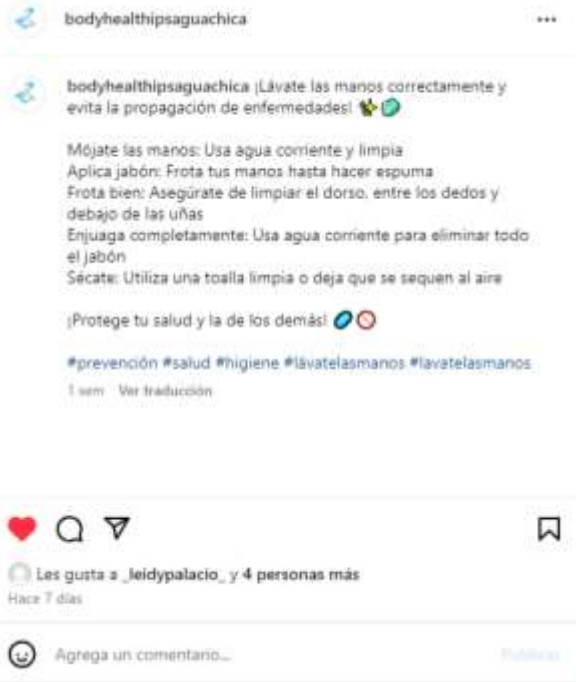 bodyhealthipsaguachica
bodyhealthipsaguachica ¡Lávate las manos correctamente y
evita la propagación de enfermedades!
Mójate las manos: Usa agua corriente y limpia
Aplica jabón: Frota tus manos hasta hacer espuma
Frota bien: Asegúrate de limpiar el dorso, entre los dedos y
debajo de las uñas
Enjuaga completamente: Usa agua corriente para eliminar todo
el jabón
Sécate: Utiliza una toalla limpia o deja que se sequen al aire
¡Protege tu salud y la de los demás!
#prevención #salud #higiene #lávatelasmanos #lavatelasmanos
1 sem Ver traducción
Les gusta a _leidypalacio_ y 4 personas más
Hace 7 días
Agrega un comentario...
Publicar